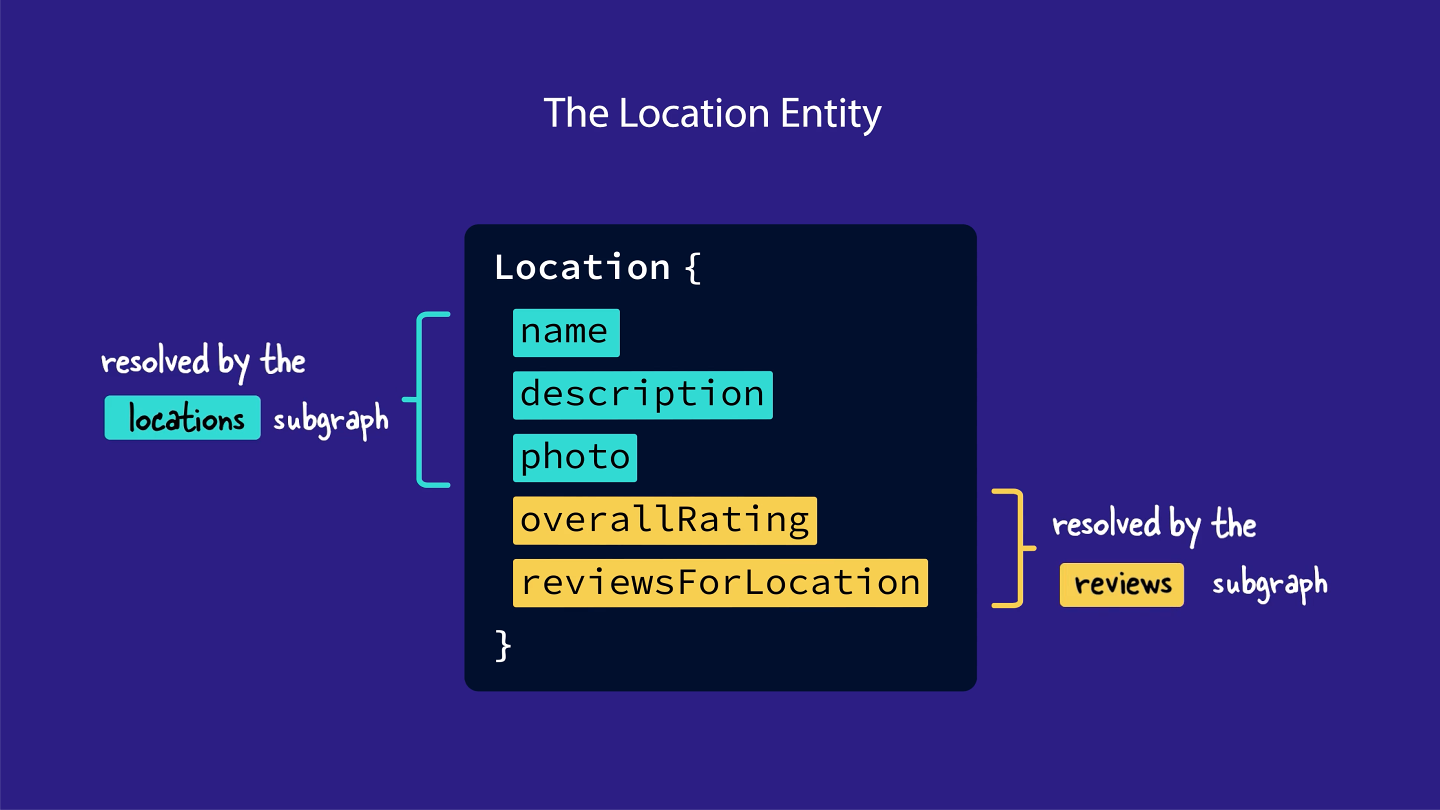 The Location Entity
Location {
name
description
photo
overallRating
reviewsForLocation
}
resolved by the
locations subgraph
resolved by the
reviews subgraph